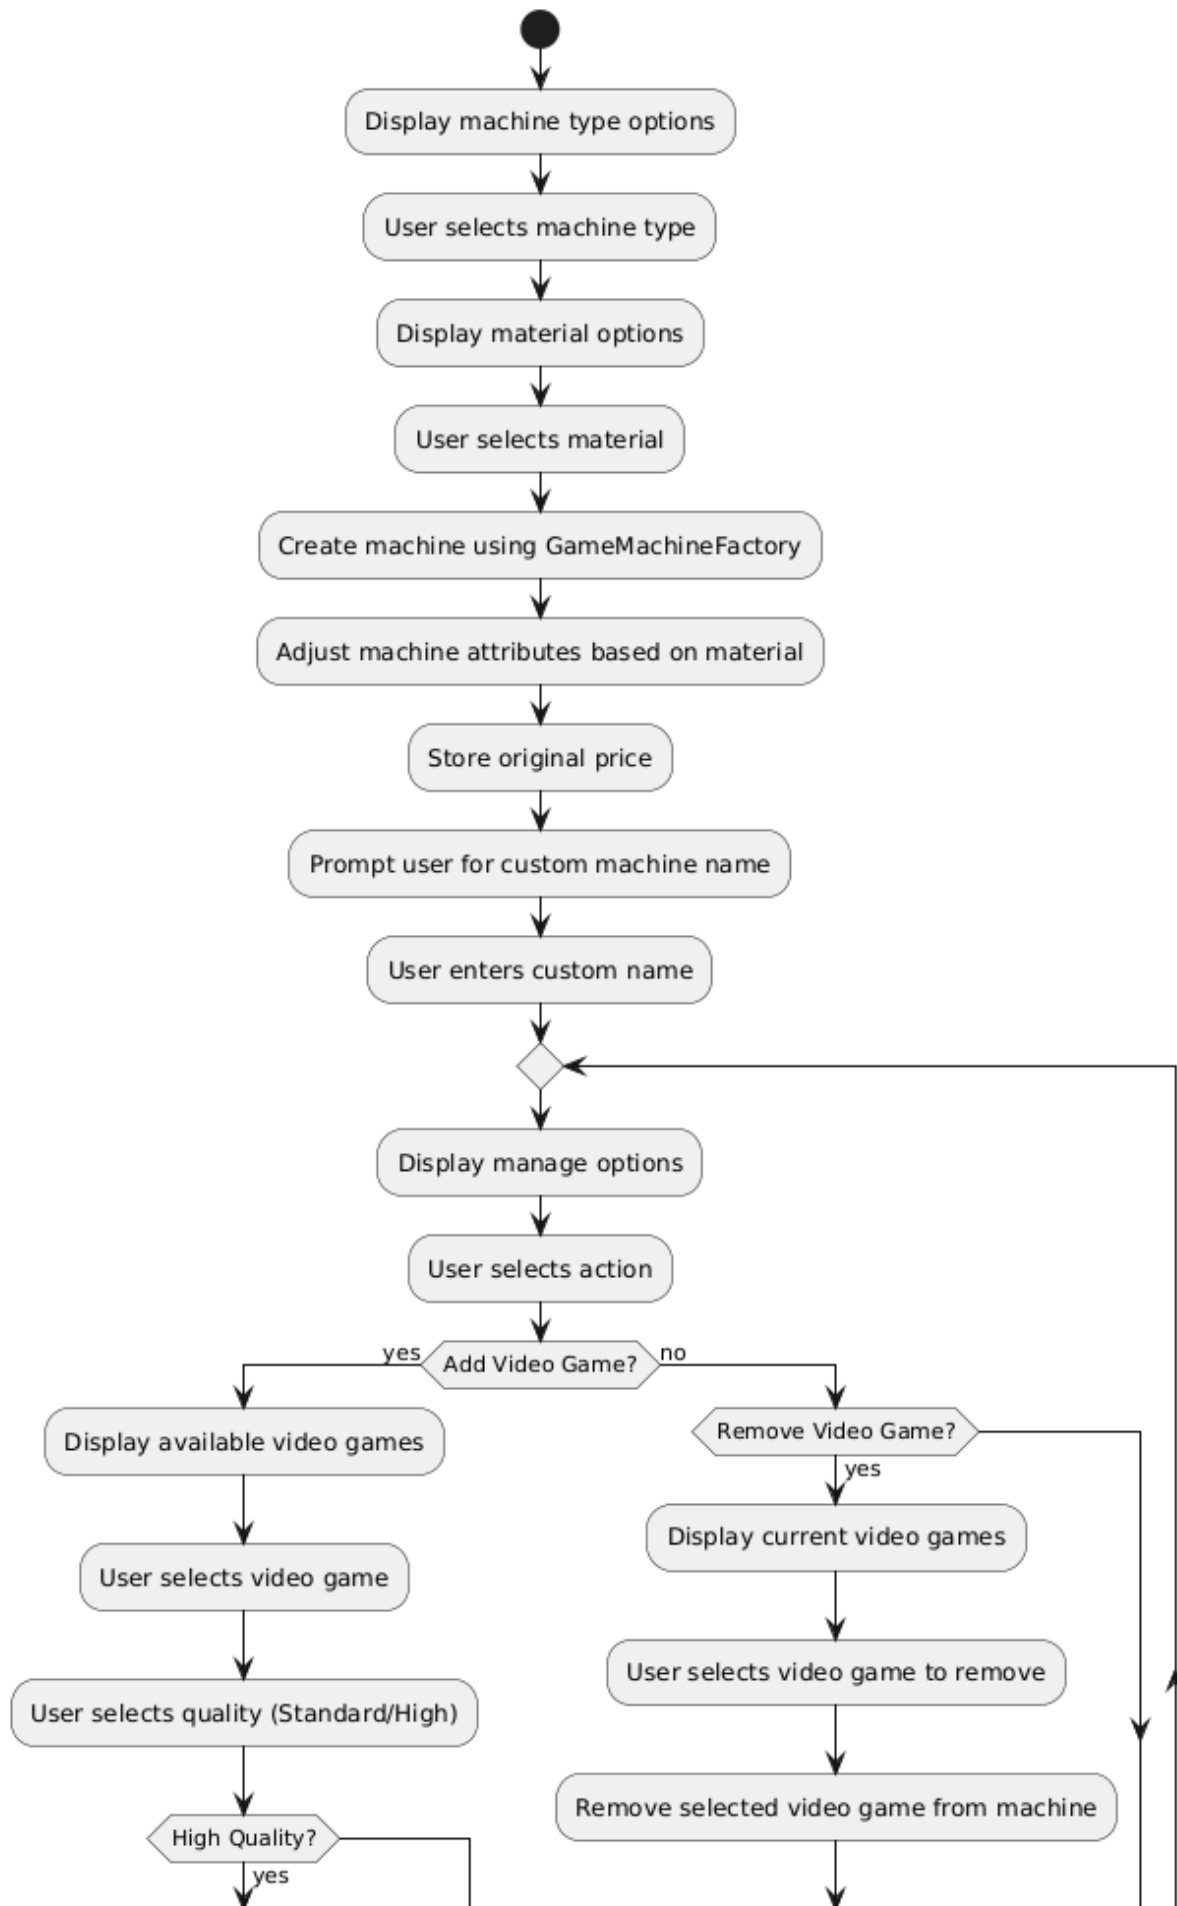 Display machine type options
User selects machine type
Display material options
User selects material
Create machine using GameMachineFactory
Adjust machine attributes based on material
Store original price
Prompt user for custom machine name
User enters custom name
Display manage options
User selects action
yes
Add Video Game?
no
Display available video games
User selects video game
User selects quality (Standard/High)
High Quality?
yes
Remove Video Game?
yes
Display current video games
User selects video game to remove
Remove selected video game from machine